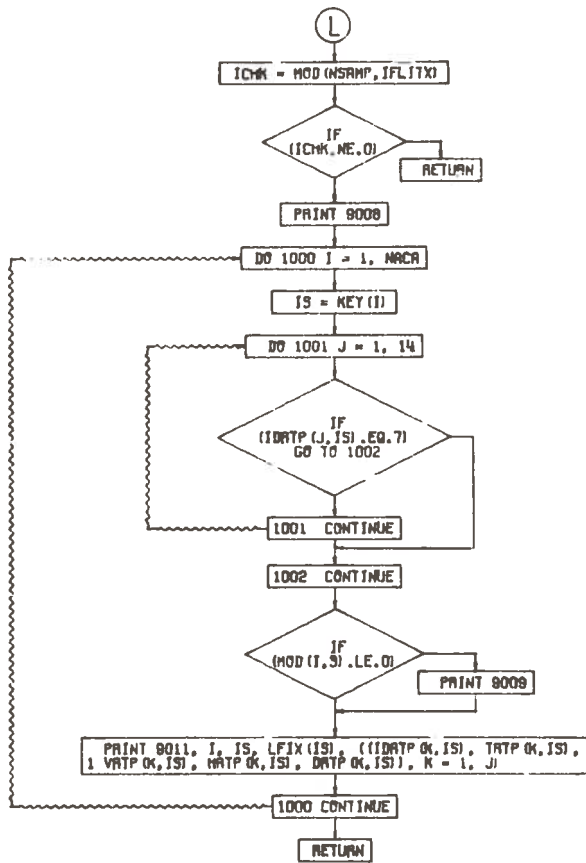 L
ICHK = MOD(NSAMP,IFLITX)
IF
(ICHK.NE.0)
RETURN
PRINT 9008
DO 1000 I = 1, NACA
IS = KEY(I)
DO 1001 J = 1, 14
IF
(IDATP(J,IS).EQ.7)
GO TO 1002
1001 CONTINUE
1002 CONTINUE
IF
(MOD(I,9).LE.0)
PRINT 9009
PRINT 9011, I, IS, LFIX(IS), ((IDATP(K,IS), TATP(K,IS),
1 VATP(K,IS), MATP(K,IS), DATP(K,IS)), K = 1, J)
1000 CONTINUE
RETURN